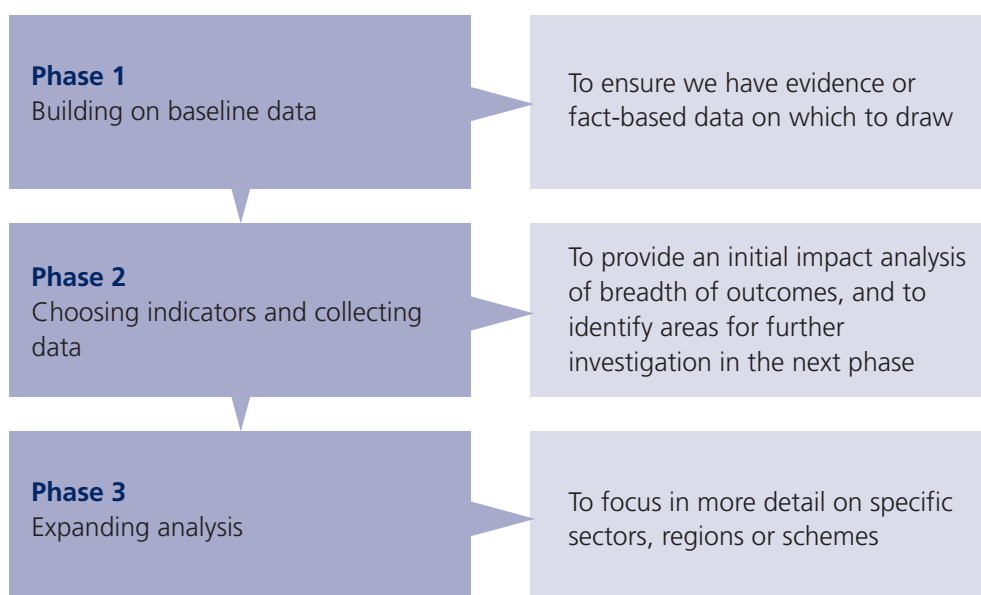 Phase 1
Building on baseline data
To ensure we have evidence or
fact-based data on which to draw
Phase 2
Choosing indicators and collecting
data
To provide an initial impact analysis
of breadth of outcomes, and to
identify areas for further
investigation in the next phase
Phase 3
Expanding analysis
To focus in more detail on specific
sectors, regions or schemes